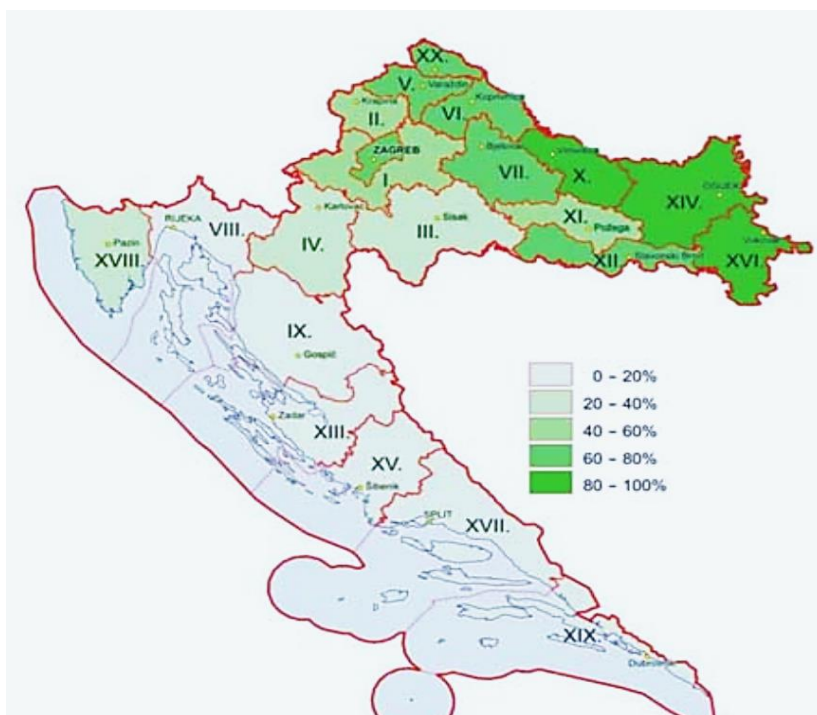 XX.
V.
Varaždin
Krapina
Koprivnica
II.
VI.
ZAGREB
Bjelovar
Virovitica
VII.
I.
X.
OSIJEK
XIV.
Karlovac
XI.
Sisak
RIJEKA
VIII.
III.
Požega
IV.
Pazin
Vukovar
XVIII.
XII
Slavonski Brod
XVI.
IX.
Gospić
0 - 20%
20 - 40%
Zadar
XIII.
40 - 60%
60 - 80%
XV.
80 - 100%
Šibenik
SPLIT
XVII.
XIX.
Dubrovnik